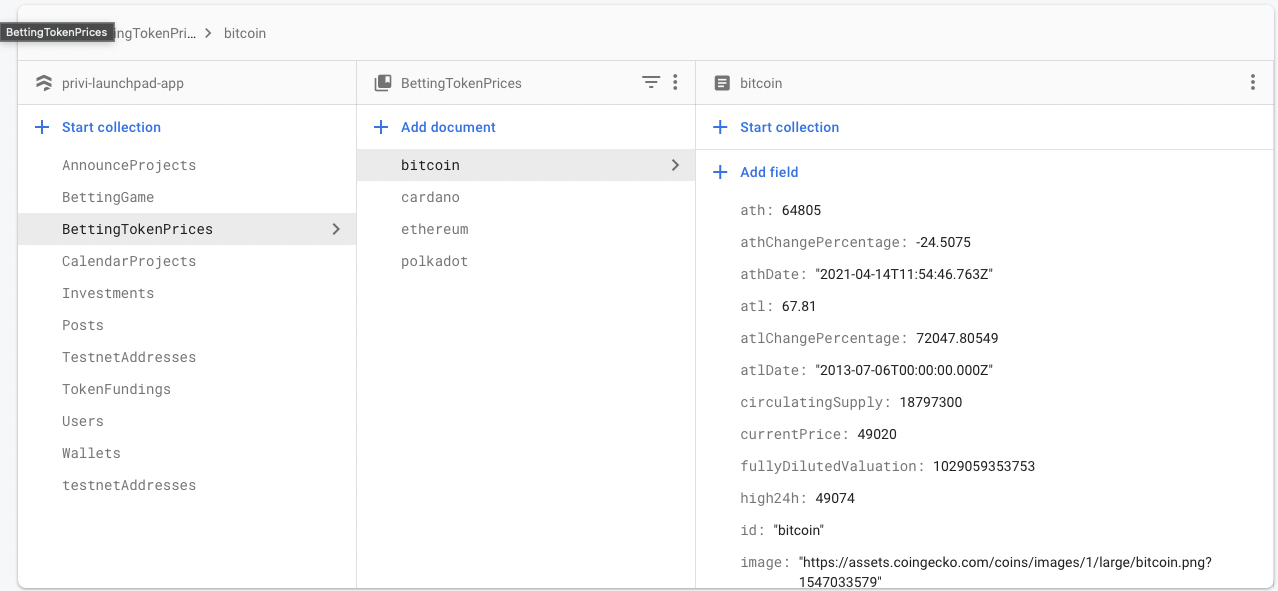 BettingTokenPrices
ngTokenPri... > bitcoin
privi-launchpad-app
Start collection
AnnounceProjects
BettingGame
BettingTokenPrices
CalendarProjects
Investments
Posts
TestnetAddresses
TokenFundings
Users
Wallets
testnetAddresses
BettingTokenPrices
Add document
bitcoin
cardano
ethereum
polkadot
bitcoin
Start collection
Add field
ath: 64805
athChangePercentage: -24.5075
athDate: "2021-04-14T11:54:46.763Z"
atl: 67.81
atlChangePercentage: 72047.80549
atlDate: "2013-07-06T00:00:00.000Z"
circulatingSupply: 18797300
currentPrice: 49020
fullyDilutedValuation: 1029059353753
high24h: 49074
id: "bitcoin"
image: "https://assets.coingecko.com/coins/images/1/large/bitcoin.png?
1547033579"